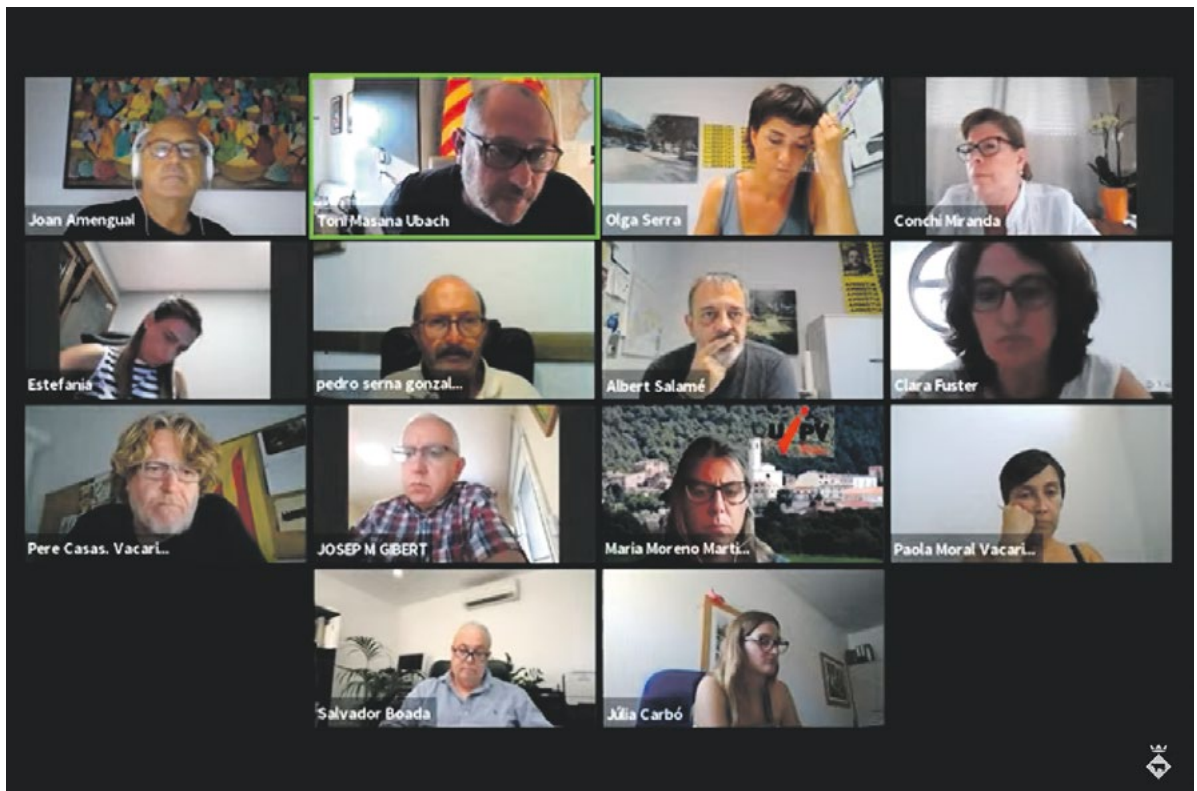 Joan Amengual
Toni Masana Ubach
Olga Serra
Conchi Miranda
Estefania
pedro serna gonzal...
Albert Salamé
Clara Fuster
Pere Casas. Vacari...
JOSEP M GIBERT
UiPV
Maria Moreno Marti...
Paola Moral Vacari...
Salvador Boada
Júlia Carbó